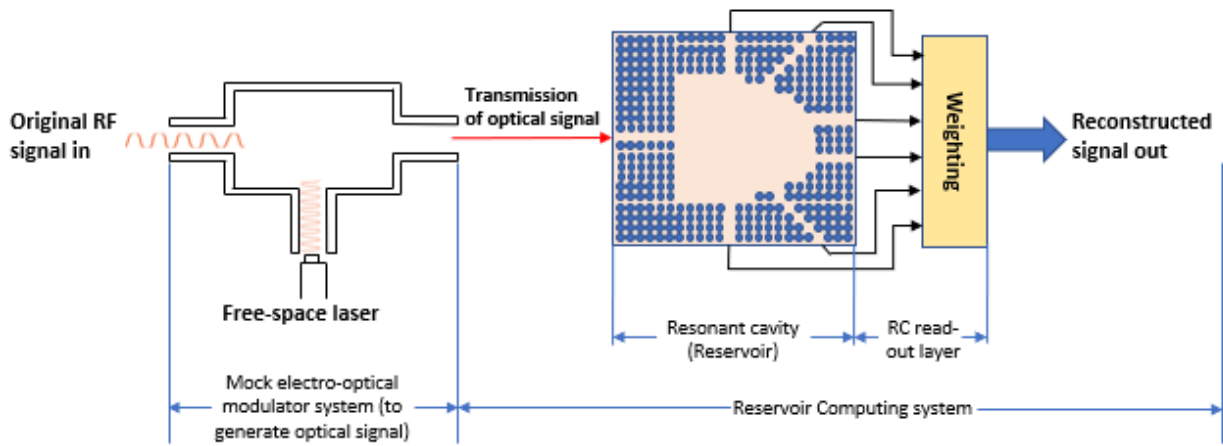 Original RF
signal in
Free-space laser
Transmission
of optical signal
Weighting
Reconstructed
signal out
Resonant cavity
(Reservoir)
RC read-
out layer
Mock electro-optical
modulator system (to
generate optical signal)
Reservoir Computing system